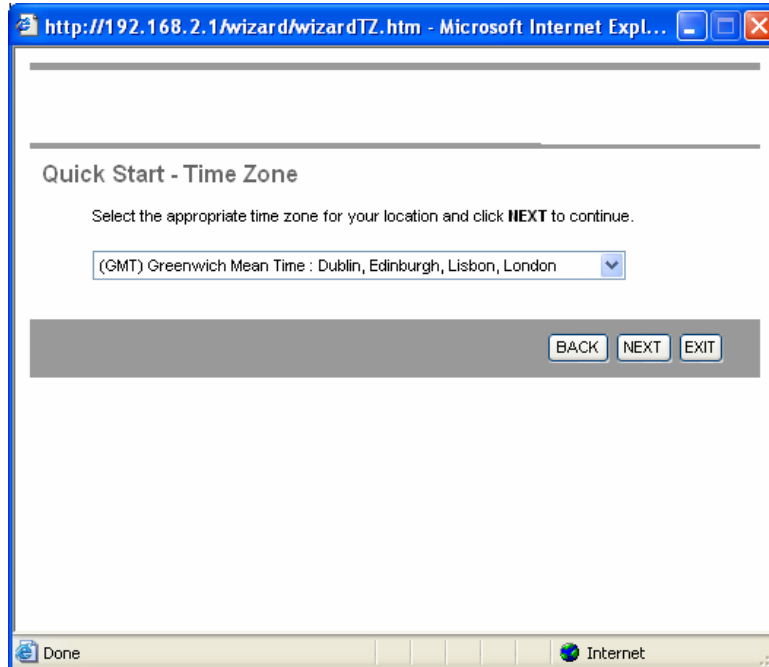 http://192.168.2.1/wizard/wizardTZ.htm - Microsoft Internet Expl...
Quick Start - Time Zone
Select the appropriate time zone for your location and click NEXT to continue.
(GMT) Greenwich Mean Time : Dublin, Edinburgh, Lisbon, London
BACK NEXT EXIT
Done Internet